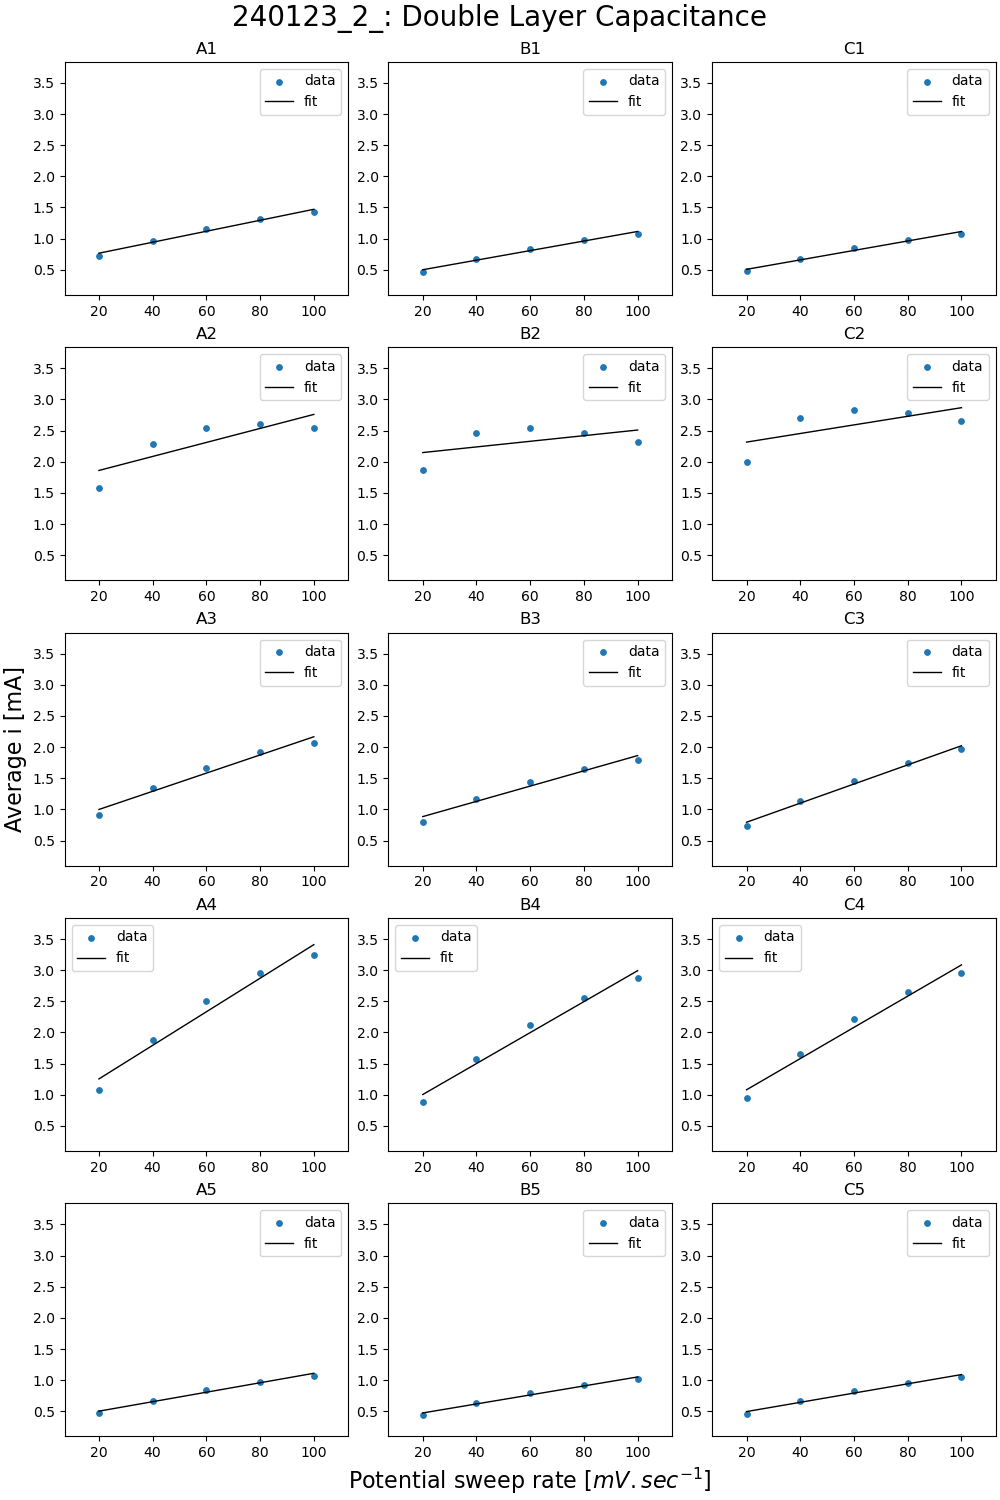 240123_2_: Double Layer Capacitance
A1 B1 C1
data data data
fit fit fit
3.5 3.5 3.5
3.0 3.0 3.0
2.5 2.5 2.5
2.0 2.0 2.0
1.5 1.5 1.5
1.0 1.0 1.0
0.5 0.5 0.5
20 40 60 80 100 20 40 60 80 100 20 40 60 80 100
A2 B2 C2
data data data
fit fit fit
3.5 3.5 3.5
3.0 3.0 3.0
2.5 2.5 2.5
2.0 2.0 2.0
1.5 1.5 1.5
1.0 1.0 1.0
0.5 0.5 0.5
20 40 60 80 100 20 40 60 80 100 20 40 60 80 100
A3 B3 C3
data data data
fit fit fit
3.5 3.5 3.5
3.0 3.0 3.0
2.5 2.5 2.5
2.0 2.0 2.0
1.5 1.5 1.5
1.0 1.0 1.0
0.5 0.5 0.5
20 40 60 80 100 20 40 60 80 100 20 40 60 80 100
Average i [mA]
A4 B4 C4
data data data
fit fit fit
3.5 3.5 3.5
3.0 3.0 3.0
2.5 2.5 2.5
2.0 2.0 2.0
1.5 1.5 1.5
1.0 1.0 1.0
0.5 0.5 0.5
20 40 60 80 100 20 40 60 80 100 20 40 60 80 100
A5 B5 C5
data data data
fit fit fit
3.5 3.5 3.5
3.0 3.0 3.0
2.5 2.5 2.5
2.0 2.0 2.0
1.5 1.5 1.5
1.0 1.0 1.0
0.5 0.5 0.5
20 40 60 80 100 20 40 60 80 100 20 40 60 80 100
Potential sweep rate [mV.sec⁻¹]